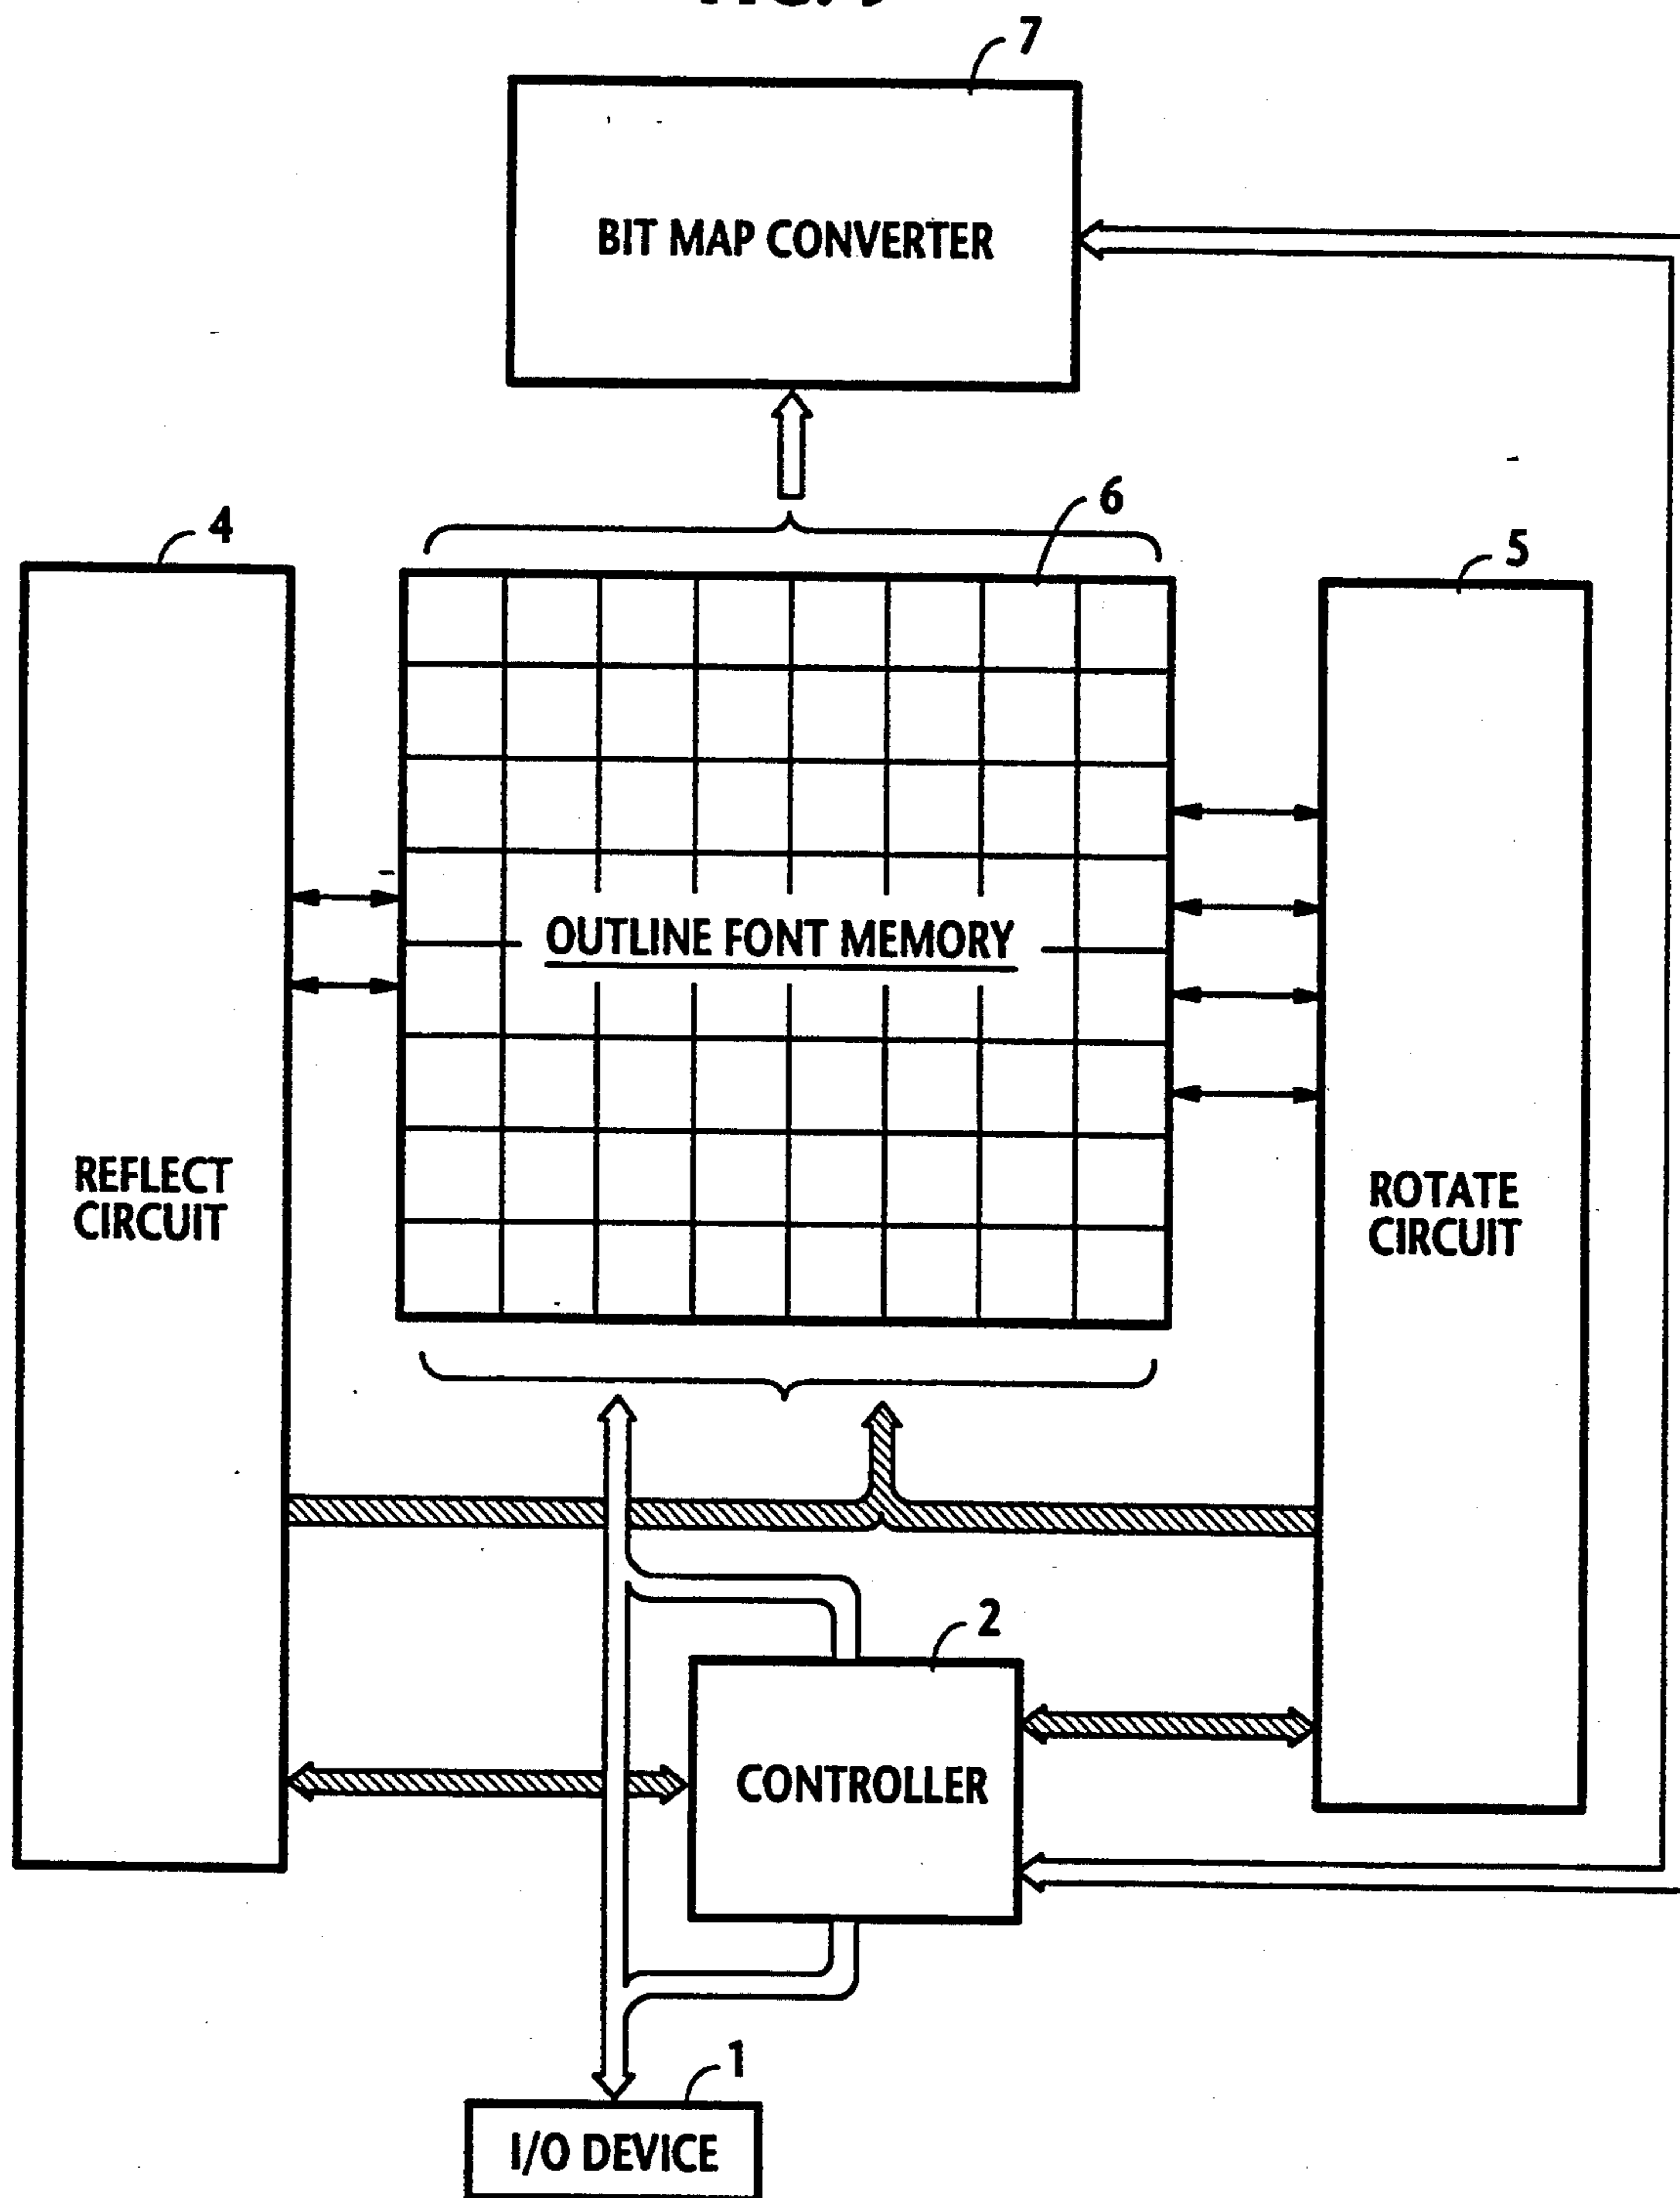 7
BIT MAP CONVERTER
4
6
5
OUTLINE FONT MEMORY
REFLECT
CIRCUIT
ROTATE
CIRCUIT
2
CONTROLLER
1
I/O DEVICE